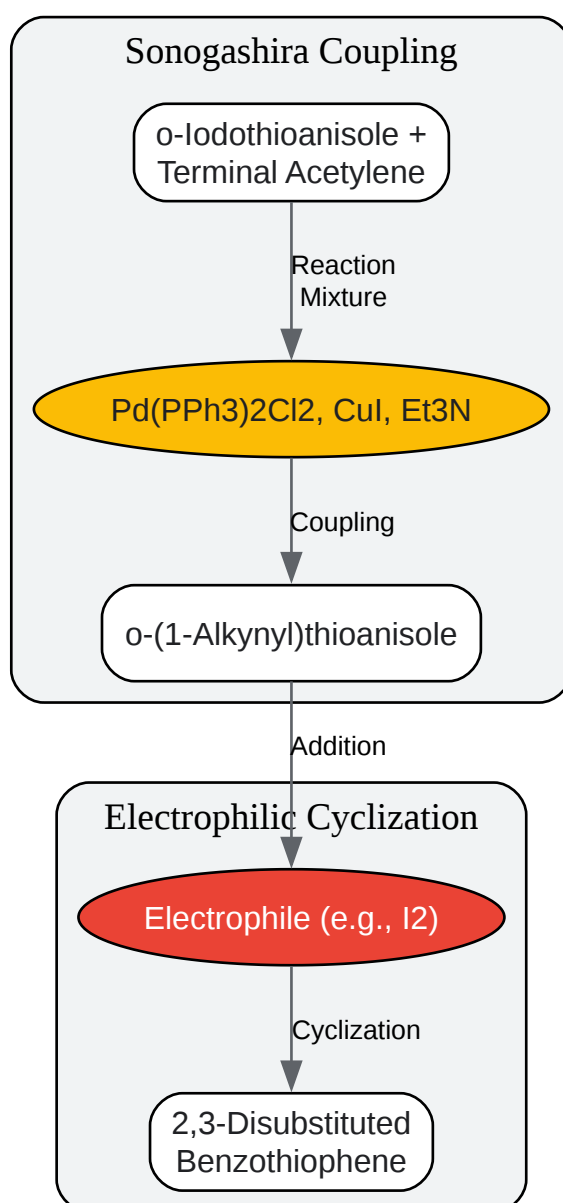 Sonogashira Coupling
o-Iodothioanisole +
Terminal Acetylene
Reaction
Mixture
Pd(PPh3)2Cl2, CuI, Et3N
Coupling
o-(1-Alkynyl)thioanisole
Addition
Electrophilic Cyclization
Electrophile (e.g., I2)
Cyclization
2,3-Disubstituted
Benzothiophene